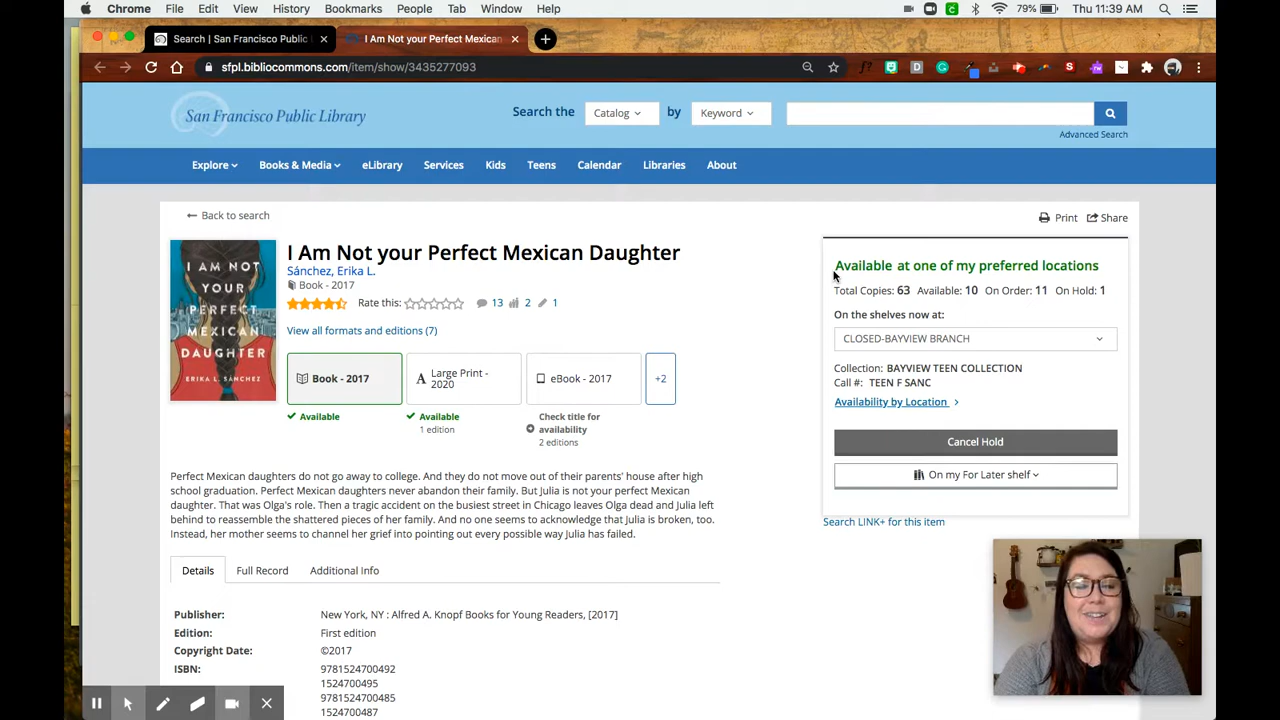 Chrome File Edit View History Bookmarks People Tab Window Help 79% Thu 11:39 AM
Search | San Francisco Public I Am Not your Perfect Mexican
sfpl.bibliocommons.com/item/show/3435277093
San Francisco Public Library
Search the Catalog by Keyword
Advanced Search
Explore Books & Media eLibrary Services Kids Teens Calendar Libraries About
← Back to search
Print Share
I AM NOT
YOUR
PERFECT
MEXICAN
DAUGHTER
ERIKA L. SÁNCHEZ
I Am Not your Perfect Mexican Daughter
Sánchez, Erika L.
Book - 2017
Rate this: 13 2 1
View all formats and editions (7)
Book - 2017
Available
Large Print -
2020
Available
1 edition
eBook - 2017
Check title for
availability
2 editions
+2
Perfect Mexican daughters do not go away to college. And they do not move out of their parents' house after high
school graduation. Perfect Mexican daughters never abandon their family. But Julia is not your perfect Mexican
daughter. That was Olga's role. Then a tragic accident on the busiest street in Chicago leaves Olga dead and Julia left
behind to reassemble the shattered pieces of her family. And no one seems to acknowledge that Julia is broken, too.
Instead, her mother seems to channel her grief into pointing out every possible way Julia has failed.
Available at one of my preferred locations
Total Copies: 63 Available: 10 On Order: 11 On Hold: 1
On the shelves now at:
CLOSED-BAYVIEW BRANCH
Collection: BAYVIEW TEEN COLLECTION
Call #: TEEN F SANC
Availability by Location >
Cancel Hold
On my For Later shelf
Search LINK+ for this item
Details Full Record Additional Info
Publisher: New York, NY : Alfred A. Knopf Books for Young Readers, [2017]
Edition: First edition
Copyright Date: ©2017
ISBN: 9781524700492
1524700495
9781524700485
1524700487